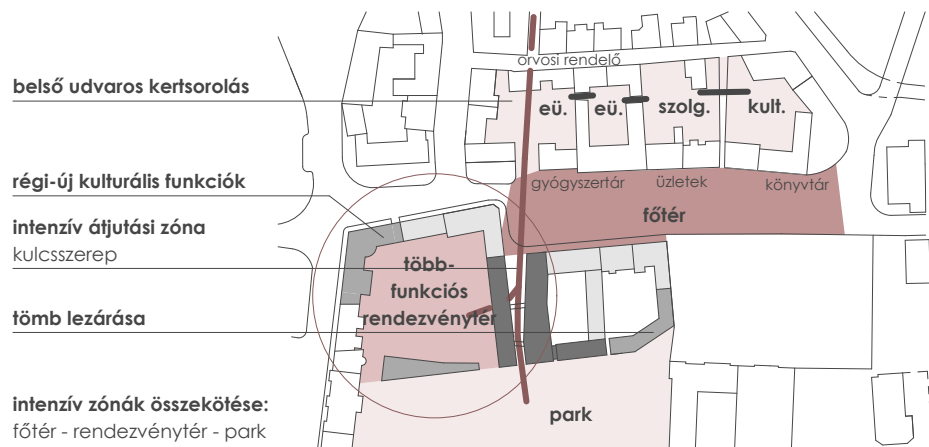 orvosi rendelő
belső udvaros kertsorolás
eü.
eü.
szolg.
kult.
régi-új kulturális funkciók
gyógyszertár
üzletek
könyvtár
intenzív átjutási zóna
kulcsszerep
főtér
több-
funkciós
rendezvénytér
tömb lezárása
intenzív zónák összekötése:
főtér - rendezvénytér - park
park